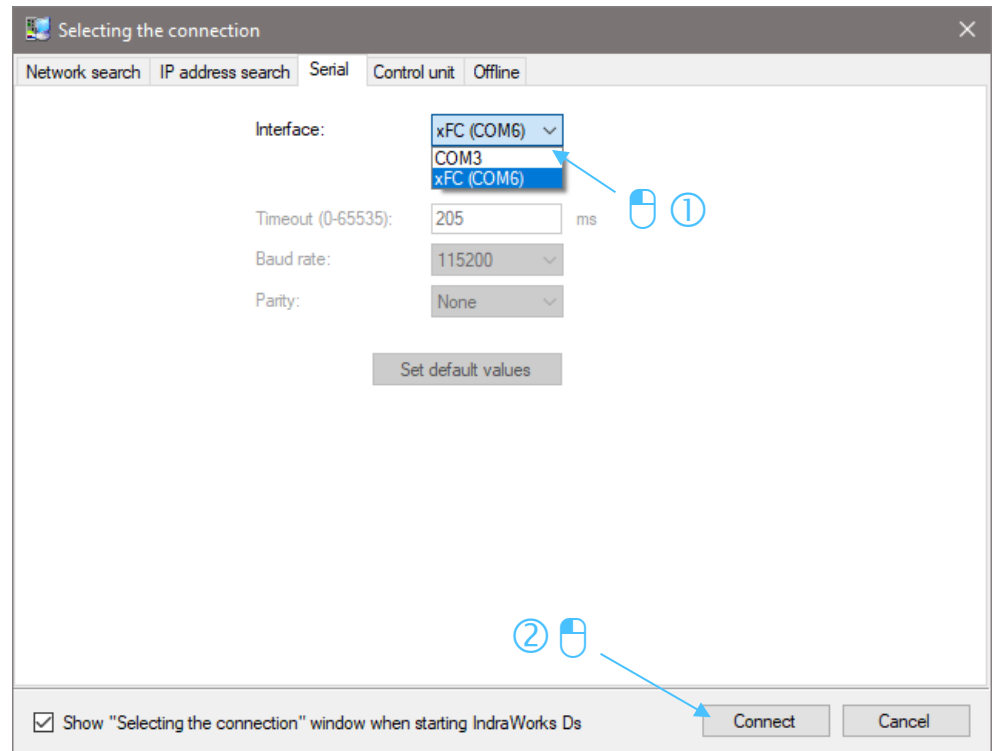 Selecting the connection
Network search IP address search Serial Control unit Offline
Interface: xFC (COM6)
COM3
xFC (COM6)
①
Timeout (0-65535): 205 ms
Baud rate: 115200
Parity: None
Set default values
②
Show "Selecting the connection" window when starting IndraWorks Ds Connect Cancel